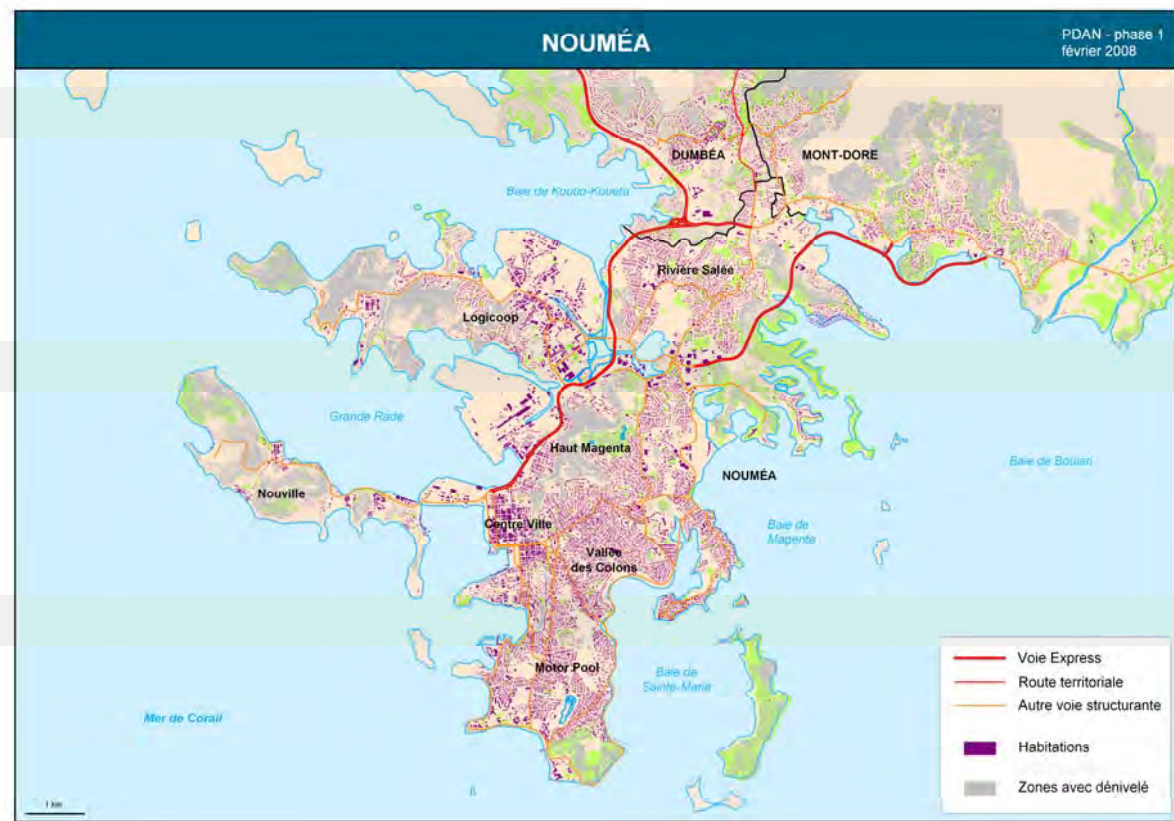 NOUMÉA
PDAN - phase 1
février 2008
DUMBÉA
MONT-DORE
Baie de Koutio-Kouéta
Rivière Salée
Logicoop
Grande Rade
Haut Magenta
Nouville
NOUMÉA
Baie de Boulari
Centre Ville
Baie de
Magenta
Vallée
des Colons
Motor Pool
Baie de
Sainte-Marie
Mer de Corail
Voie Express
Route territoriale
Autre voie structurante
Habitations
Zones avec dénivelé
1 km